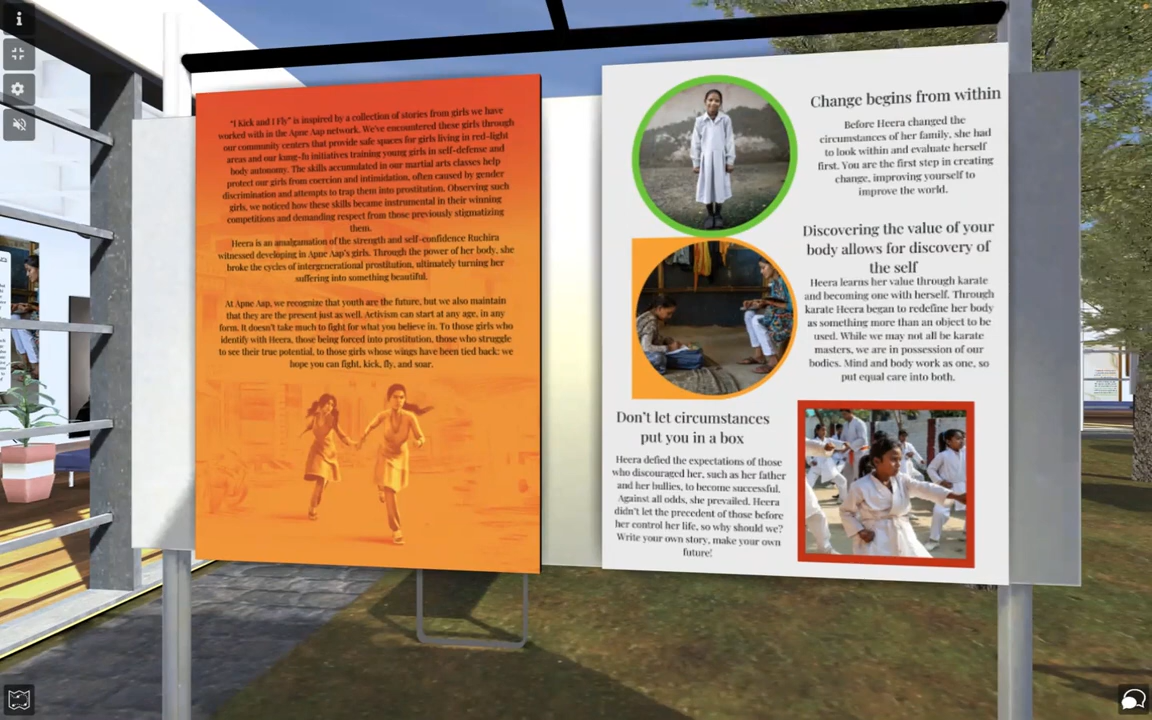 "I Kick and I Fly" is inspired by a collection of stories from girls we have
worked with in the Apne Aap network. We've encountered these girls through
our community centers that provide safe spaces for girls living in red-light
areas and our kung-fu initiatives training young girls in self-defense and
body autonomy. The skills accumulated in our martial arts classes help
protect our girls from coercion and intimidation, often caused by gender
discrimination and attempts to trap them into prostitution. Observing such
girls, we noticed how these skills became instrumental in their winning
competitions and demanding respect from those previously stigmatizing
them.
Heera is an amalgamation of the strength and self-confidence Ruchira
witnessed developing in Apne Aap's girls. Through the power of her body, she
broke the cycles of intergenerational prostitution, ultimately turning her
suffering into something beautiful.
At Apne Aap, we recognize that youth are the future, but we also maintain
that they are the present just as well. Activism can start at any age, in any
form. It doesn't take much to fight for what you believe in. To those girls who
identify with Heera, those being forced into prostitution, those who struggle
to see their true potential, to those girls whose wings have been tied back: we
hope you can fight, kick, fly, and soar.
Change begins from within
Before Heera changed the
circumstances of her family, she had
to look within and evaluate herself
first. You are the first step in creating
change, improving yourself to
improve the world.
Discovering the value of your
body allows for discovery of
the self
Heera learns her value through karate
and becoming one with herself. Through
karate Heera began to redefine her body
as something more than an object to be
used. While we may not all be karate
masters, we are in possession of our
bodies. Mind and body work as one, so
put equal care into both.
Don't let circumstances
put you in a box
Heera defied the expectations of those
who discouraged her, such as her father
and her bullies, to become successful.
Against all odds, she prevailed. Heera
didn't let the precedent of those before
her control her life, so why should we?
Write your own story, make your own
future!